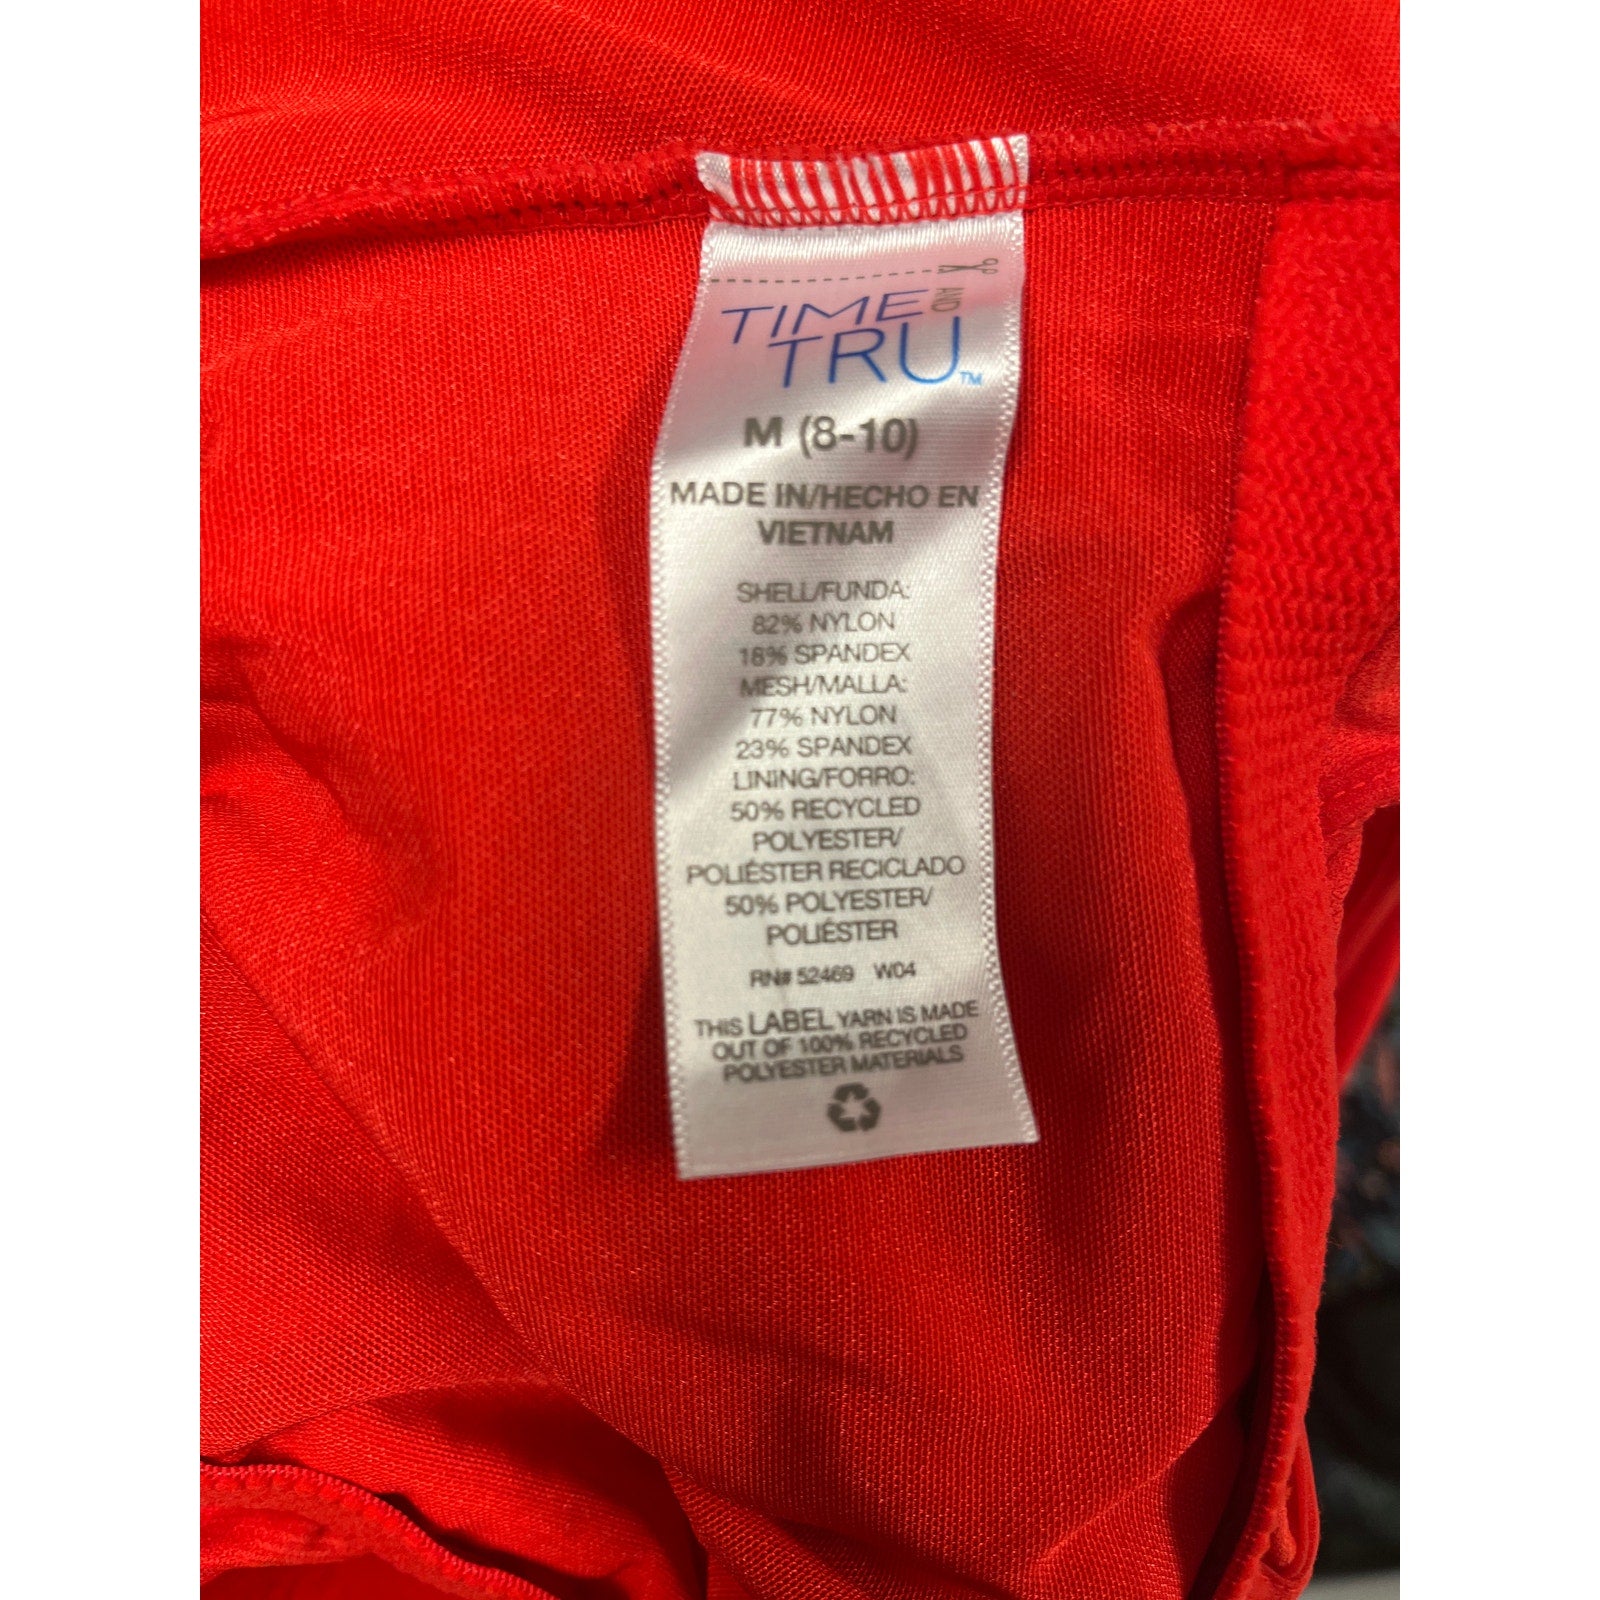 TIME AND
TRU™
M (8-10)
MADE IN/HECHO EN
VIETNAM
SHELL/FUNDA:
82% NYLON
18% SPANDEX
MESH/MALLA:
77% NYLON
23% SPANDEX
LINING/FORRO:
50% RECYCLED
POLYESTER/
POLIÉSTER RECICLADO
50% POLYESTER/
POLIÉSTER
RN# 52469 W04
THIS LABEL YARN IS MADE
OUT OF 100% RECYCLED
POLYESTER MATERIALS